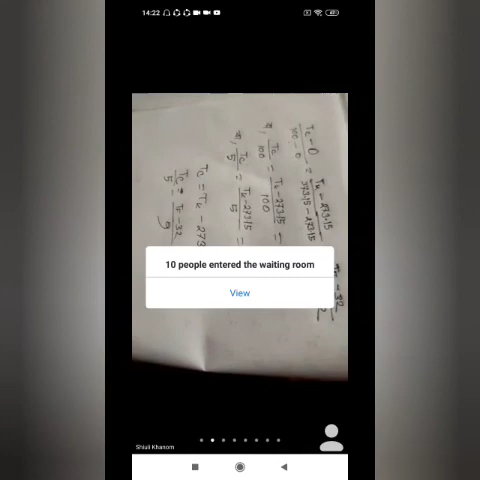 14:22
Tc - 0 / 100 - 0 = Tk - 273.15 / 373.15 - 273.15
Tc / 100 = Tk - 273.15 / 100 =
Tc / 5 = Tk - 273.15 / 5 =
Tc = Tk - 273
Tc / 5 = - 32 / 9
10 people entered the waiting room
View
Shiuli Khanom